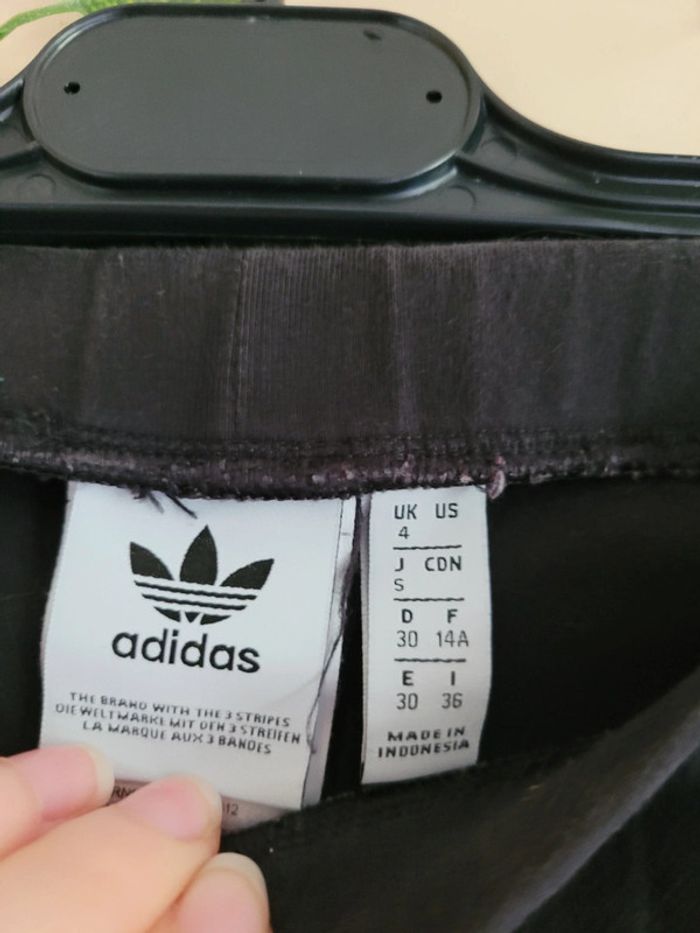 adidas
THE BRAND WITH THE 3 STRIPES
DIE WELTMARKE MIT DEN 3 STREIFEN
LA MARQUE AUX 3 BANDES
12
UK US
4
J CDN
S
D F
30 14A
E I
30 36
MADE IN
INDONESIA